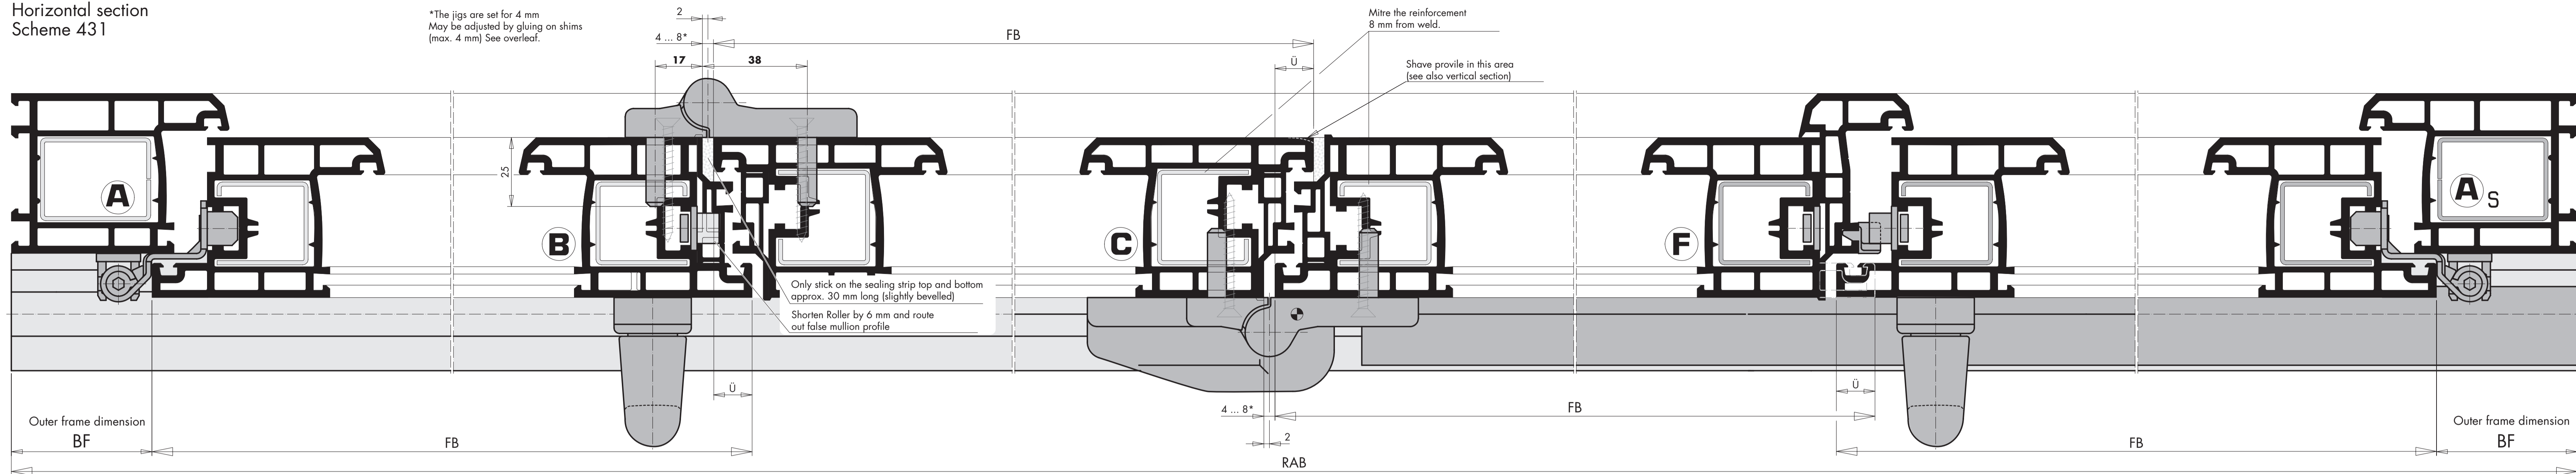 Horizontal section
Scheme 431
*The jigs are set for 4 mm
May be adjusted by gluing on shims
(max. 4 mm) See overleaf.
2
4 ... 8*
FB
17
38
Ü
Mitre the reinforcement
8 mm from weld.
Shave provile in this area
(see also vertical section)
25
A
B
C
F
A S
Only stick on the sealing strip top and bottom
approx. 30 mm long (slightly bevelled)
Shorten Roller by 6 mm and route
out false mullion profile
Ü
Ü
4 ... 8*
FB
2
Outer frame dimension
BF
FB
FB
Outer frame dimension
BF
RAB